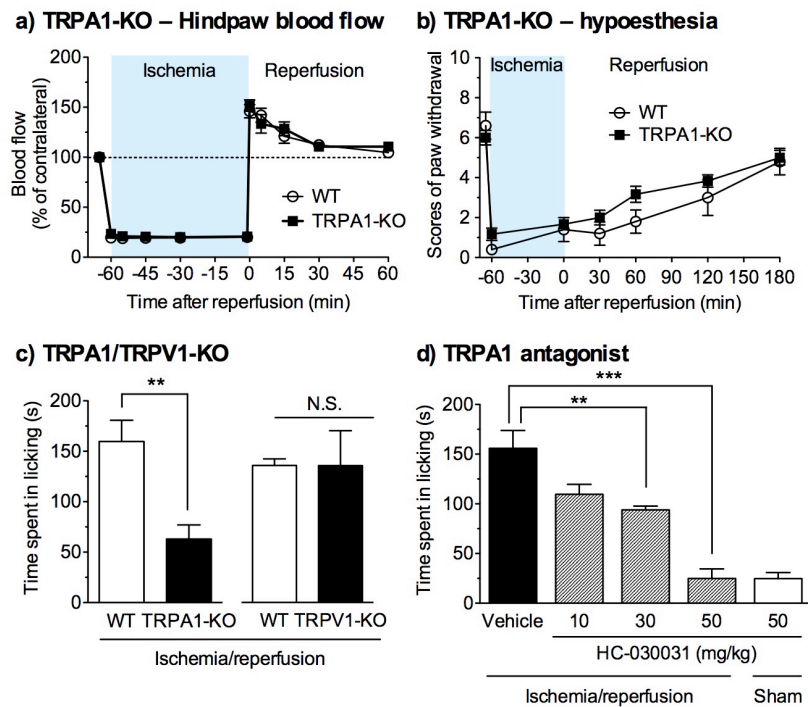 a) TRPA1-KO – Hindpaw blood flow
Blood flow
(% of contralateral)
200
150
100
50
0
Ischemia
Reperfusion
WT
TRPA1-KO
-60 -45 -30 -15 0 15 30 45 60
Time after reperfusion (min)
b) TRPA1-KO – hypoesthesia
Scores of paw withdrawal
10
8
6
4
2
0
Ischemia
Reperfusion
WT
TRPA1-KO
-60 -30 0 30 60 90 120 150 180
Time after reperfusion (min)
c) TRPA1/TRPV1-KO
Time spent in licking (s)
200
150
100
50
0
**
N.S.
WT TRPA1-KO
WT TRPV1-KO
Ischemia/reperfusion
d) TRPA1 antagonist
Time spent in licking (s)
200
150
100
50
0
***
**
Vehicle 10 30 50 50
HC-030031 (mg/kg)
Ischemia/reperfusion
Sham